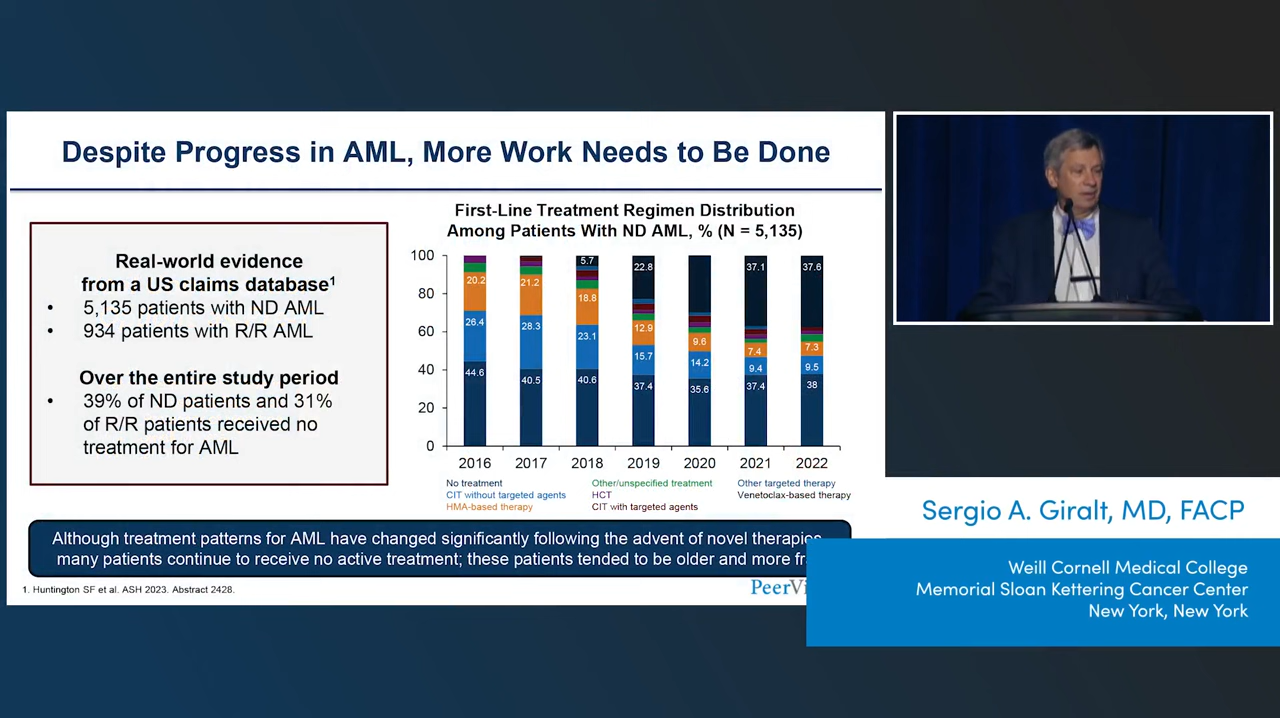 Despite Progress in AML, More Work Needs to Be Done
Real-world evidence
from a US claims database1
• 5,135 patients with ND AML
• 934 patients with R/R AML
Over the entire study period
• 39% of ND patients and 31%
of R/R patients received no
treatment for AML
First-Line Treatment Regimen Distribution
Among Patients With ND AML, % (N = 5,135)
100
80
60
40
20
0
20.2
26.4
44.6
21.2
28.3
40.5
5.7
18.8
23.1
40.6
22.8
12.9
15.7
37.4
9.6
14.2
35.6
37.1
7.4
9.4
37.4
37.6
7.3
9.5
38
2016 2017 2018 2019 2020 2021 2022
No treatment
CIT without targeted agents
HMA-based therapy
Other/unspecified treatment
HCT
CIT with targeted agents
Other targeted therapy
Venetoclax-based therapy
Although treatment patterns for AML have changed significantly following the advent of novel therapies
many patients continue to receive no active treatment; these patients tended to be older and more
1. Huntington SF et al. ASH 2023. Abstract 2428.
Sergio A. Giralt, MD, FACP
Weill Cornell Medical College
Memorial Sloan Kettering Cancer Center
New York, New York